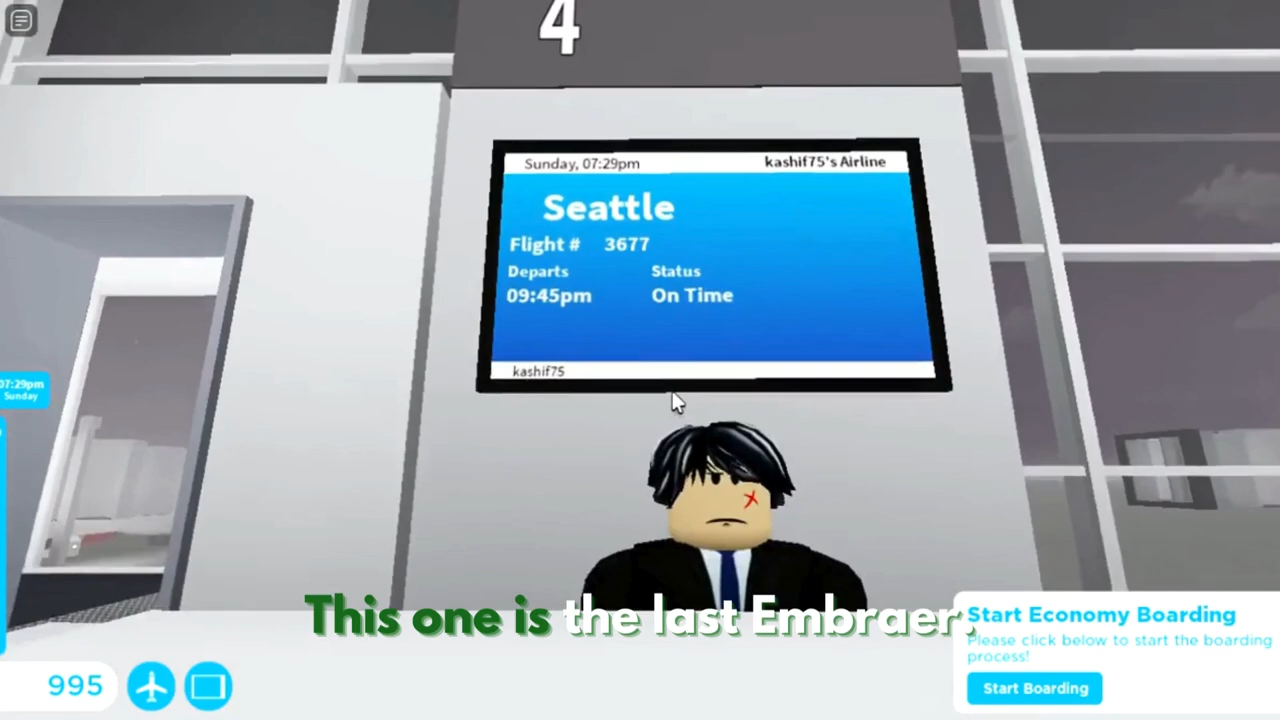 4
Sunday, 07:29pm
kashif75's Airline
Seattle
Flight # 3677
Departs
Status
09:45pm
On Time
kashif75
07:29pm
Sunday
This one is the last Embraer.
Start Economy Boarding
Please click below to start the boarding
process!
Start Boarding
995